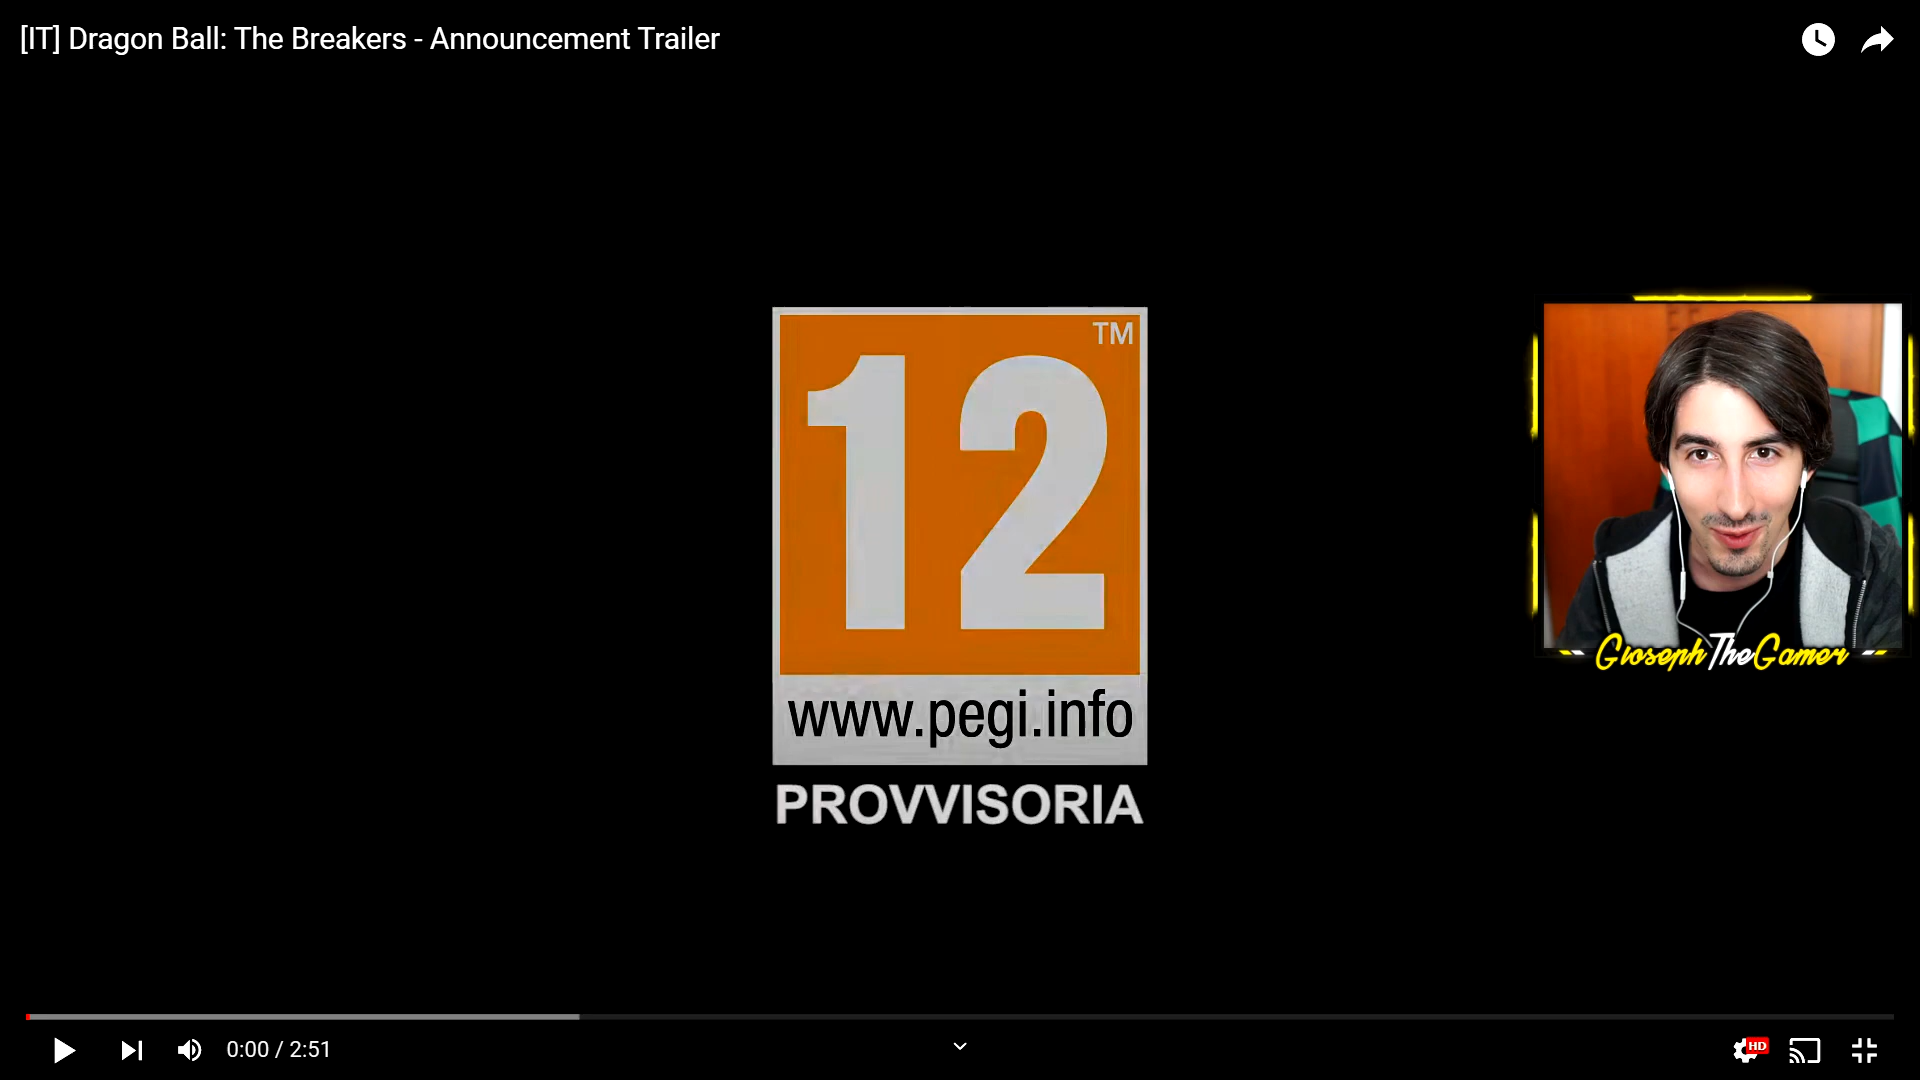 [IT] Dragon Ball: The Breakers - Announcement Trailer
TM
12
www.pegi.info
PROVVISORIA
GiosephTheGamer
0:00 / 2:51
HD